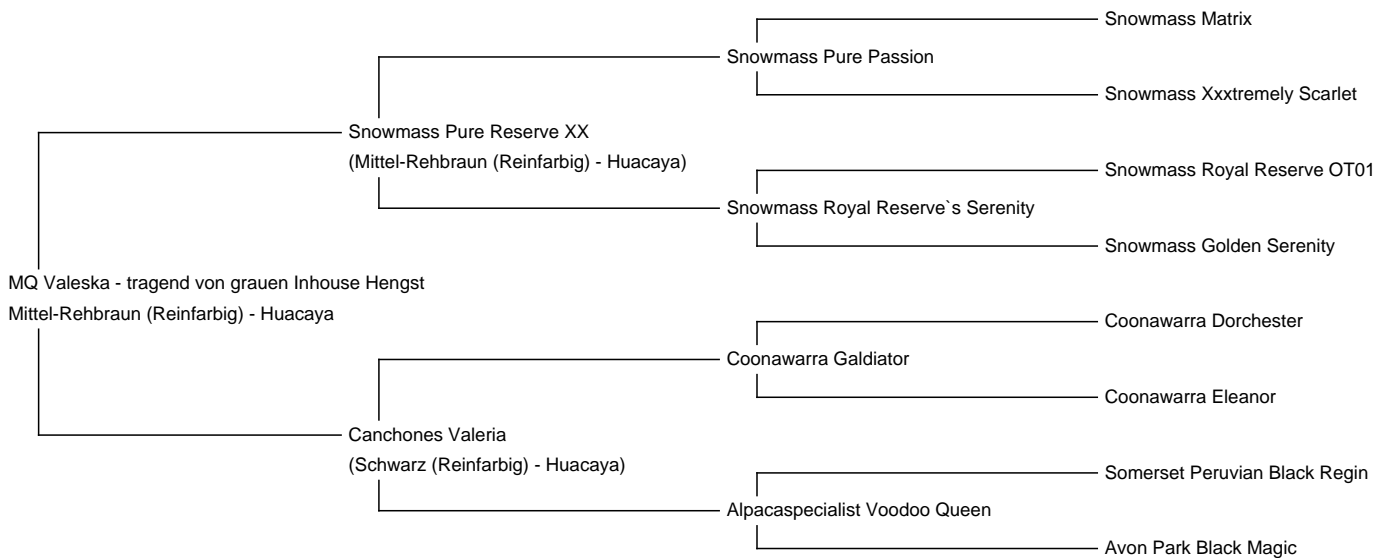 Snowmass Matrix
Snowmass Pure Passion
Snowmass Xxxtremely Scarlet
Snowmass Pure Reserve XX
(Mittel-Rehbraun (Reinfarbig) - Huacaya)
Snowmass Royal Reserve OT01
Snowmass Royal Reserve`s Serenity
Snowmass Golden Serenity
MQ Valeska - tragend von grauen Inhouse Hengst
Mittel-Rehbraun (Reinfarbig) - Huacaya
Coonawarra Dorchester
Coonawarra Galdiator
Coonawarra Eleanor
Canchones Valeria
(Schwarz (Reinfarbig) - Huacaya)
Somerset Peruvian Black Regin
Alpacaspecialist Voodoo Queen
Avon Park Black Magic